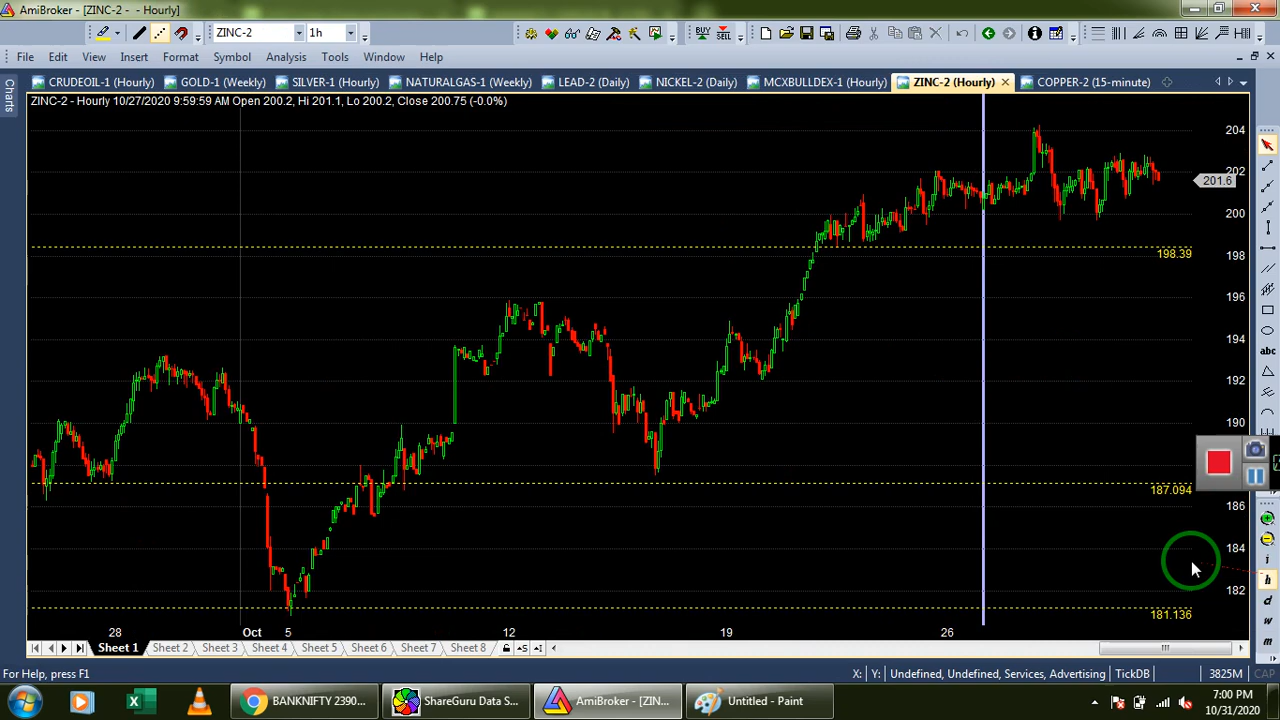 AmiBroker - [ZINC-2 - - Hourly]
ZINC-2 1h BUY SELL
File Edit View Insert Format Symbol Analysis Tools Window Help
CRUDEOIL-1 (Hourly) GOLD-1 (Weekly) SILVER-1 (Hourly) NATURALGAS-1 (Weekly) LEAD-2 (Daily) NICKEL-2 (Daily) MCXBULLDEX-1 (Hourly) ZINC-2 (Hourly) COPPER-2 (15-minute)
Charts
ZINC-2 - Hourly 10/27/2020 9:59:59 AM Open 200.2, Hi 201.1, Lo 200.2, Close 200.75 (-0.0%)
204
202
201.6
200
198.39
198
196
194
192
190
187.094
186
184
182
181.136
abc
i
h
d
w
m
28 Oct 5 12 19 26
Sheet 1 Sheet 2 Sheet 3 Sheet 4 Sheet 5 Sheet 6 Sheet 7 Sheet 8
For Help, press F1 X: Y: Undefined, Undefined, Services, Advertising TickDB 3825M CAP
BANKNIFTY 2390... ShareGuru Data S... AmiBroker - [ZIN... Untitled - Paint
7:00 PM
10/31/2020